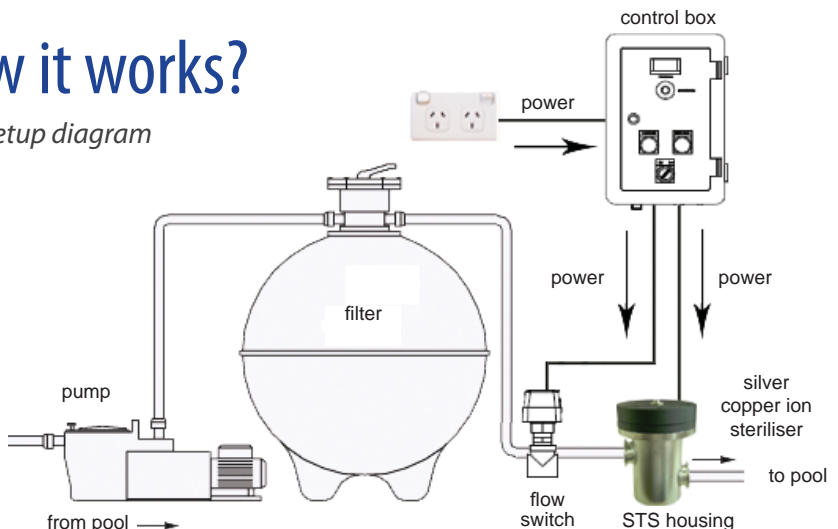 w it works?
etup diagram
control box
power
power
power
filter
pump
silver
copper ion
steriliser
to pool
flow
switch
STS housing
from pool